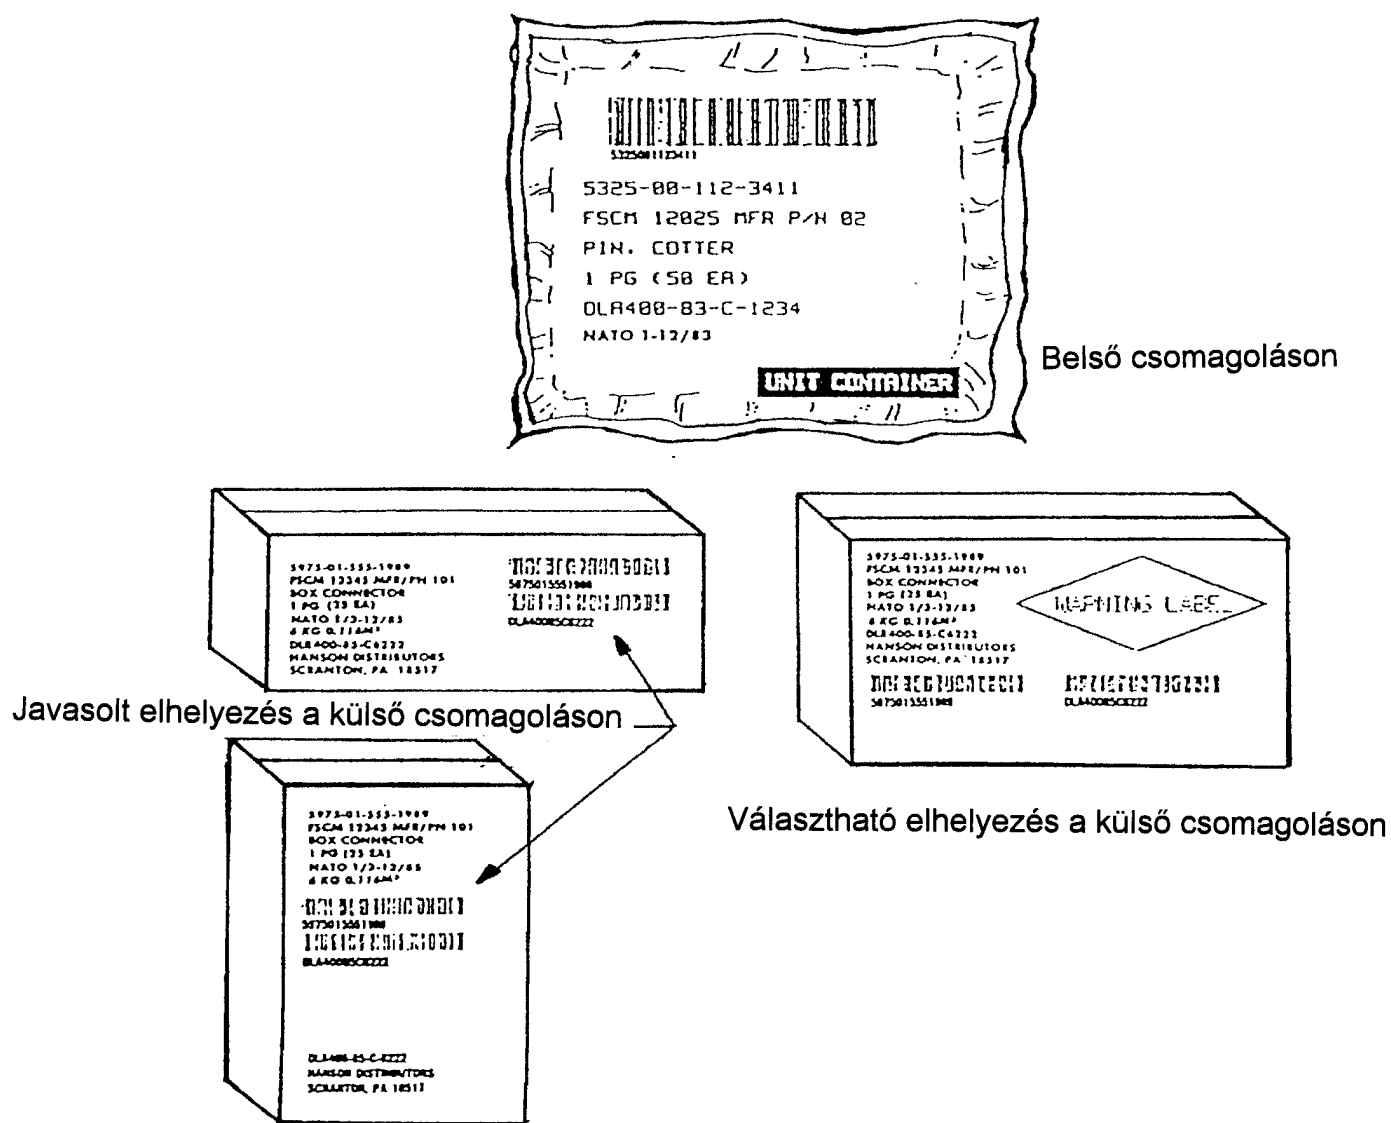 5325001123411
5325-00-112-3411
FSCM 12025 MFR P/N 02
PIN. COTTER
1 PG (50 EA)
DLA400-83-C-1234
NATO 1-12/83
UNIT CONTAINER
Belső csomagoláson
5975-01-555-1989
FSCM 12345 MFR/PN 101
BOX CONNECTOR
1 PG (25 EA)
NATO 1/3-12/85
6 KG 0.116M³
DLA400-85-C6222
HANSON DISTRIBUTORS
SCRANTON, PA 18517
DLA40085C8222
Javasolt elhelyezés a külső csomagoláson
5975-01-555-1989
FSCM 12345 MFR/PN 101
BOX CONNECTOR
1 PG (25 EA)
NATO 1/3-12/85
6 KG 0.116M³
DLA400-85-C6222
HANSON DISTRIBUTORS
SCRANTON, PA 18517
WARNING LABEL
DLA40085C8222
Választható elhelyezés a külső csomagoláson
5975-01-555-1989
FSCM 12345 MFR/PN 101
BOX CONNECTOR
1 PG (25 EA)
NATO 1/3-12/85
6 KG 0.116M³
DLA40085C8222
DLA400-85-C-8222
HANSON DISTRIBUTORS
SCRANTON, PA 18517